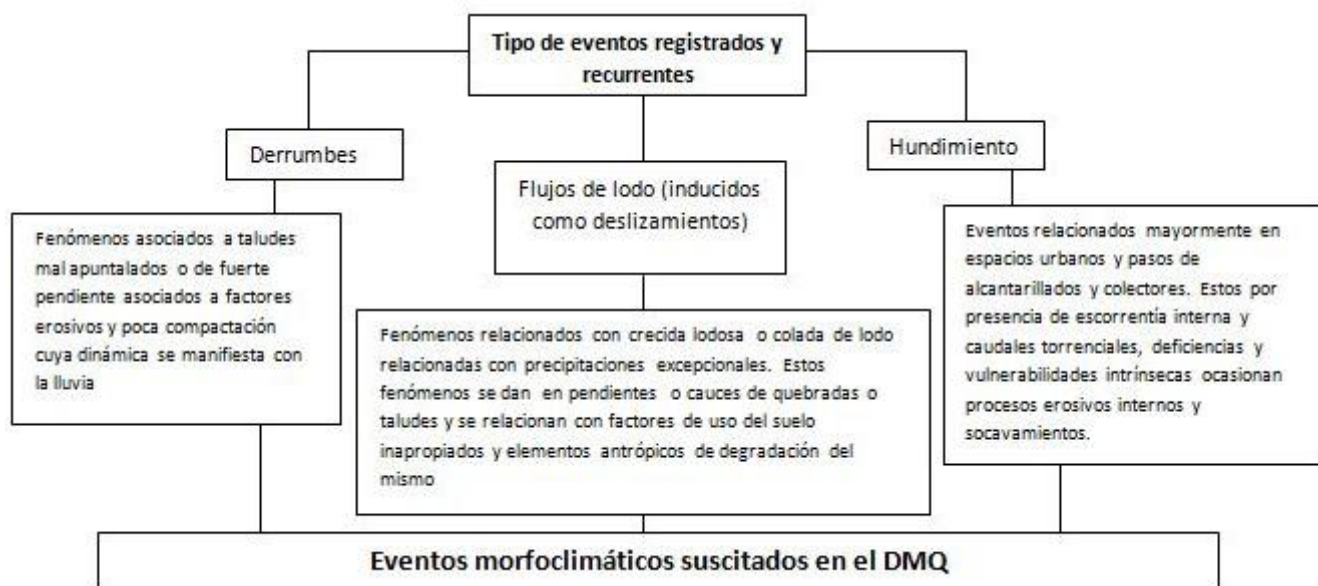 Tipo de eventos registrados y
recurrentes
Derrumbes
Flujos de lodo (inducidos
como deslizamientos)
Hundimiento
Fenómenos asociados a taludes
mal apuntalados o de fuerte
pendiente asociados a factores
erosivos y poca compactación
cuya dinámica se manifiesta con
la lluvia
Fenómenos relacionados con crecida lodosa o colada de lodo
relacionadas con precipitaciones excepcionales. Estos
fenómenos se dan en pendientes o cauces de quebradas o
taludes y se relacionan con factores de uso del suelo
inapropiados y elementos antrópicos de degradación del
mismo
Eventos relacionados mayormente en
espacios urbanos y pasos de
alcantarillados y colectores. Estos por
presencia de escorrentía interna y
caudales torrenciales, deficiencias y
vulnerabilidades intrínsecas ocasionan
procesos erosivos internos y
socavamientos.
Eventos morfoclimáticos suscitados en el DMQ